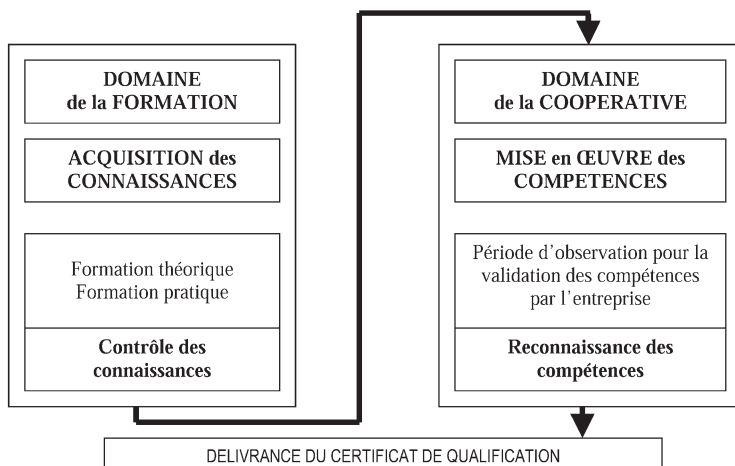 DOMAINE
de la FORMATION
ACQUISITION des
CONNAISSANCES
Formation théorique
Formation pratique
Contrôle des
connaissances
DOMAINE
de la COOPERATIVE
MISE en ŒUVRE des
COMPETENCES
Période d'observation pour la
validation des compétences
par l'entreprise
Reconnaissance des
compétences
DELIVRANCE DU CERTIFICAT DE QUALIFICATION